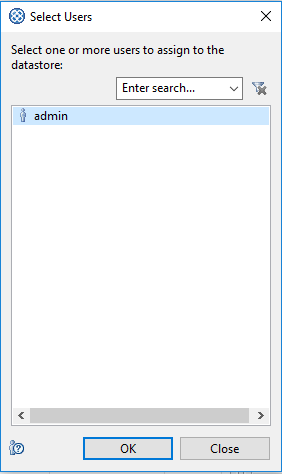 Select Users
Select one or more users to assign to the
datastore:
Enter search...
admin
OK
Close